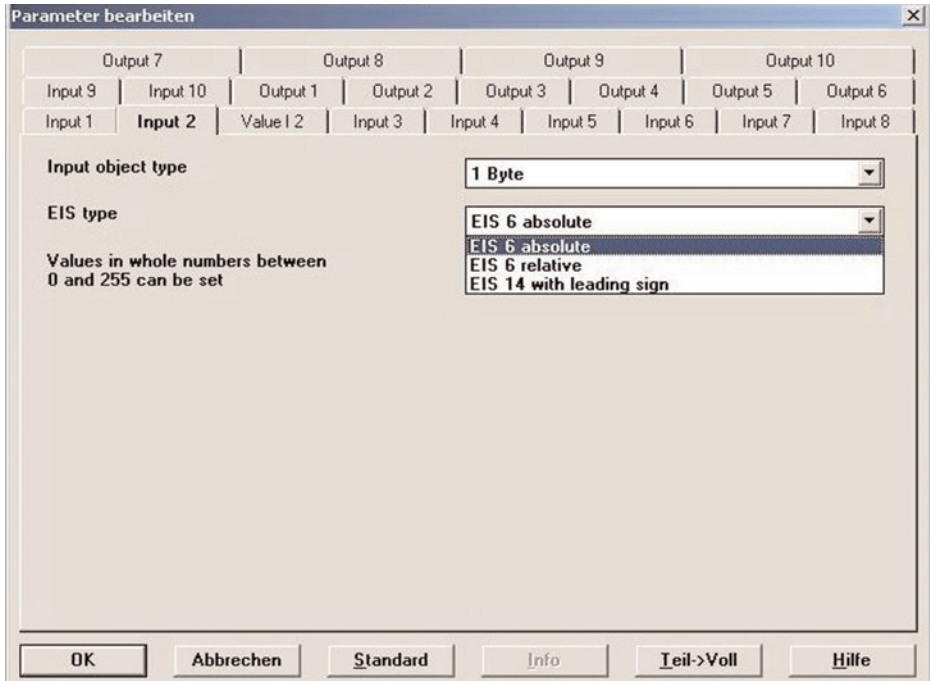 Parameter bearbeiten
Output 7 Output 8 Output 9 Output 10
Input 9 Input 10 Output 1 Output 2 Output 3 Output 4 Output 5 Output 6
Input 1 Input 2 Value I 2 Input 3 Input 4 Input 5 Input 6 Input 7 Input 8
Input object type 1 Byte
EIS type EIS 6 absolute
EIS 6 absolute
EIS 6 relative
EIS 14 with leading sign
Values in whole numbers between
0 and 255 can be set
OK Abbrechen Standard Info Teil->Voll Hilfe